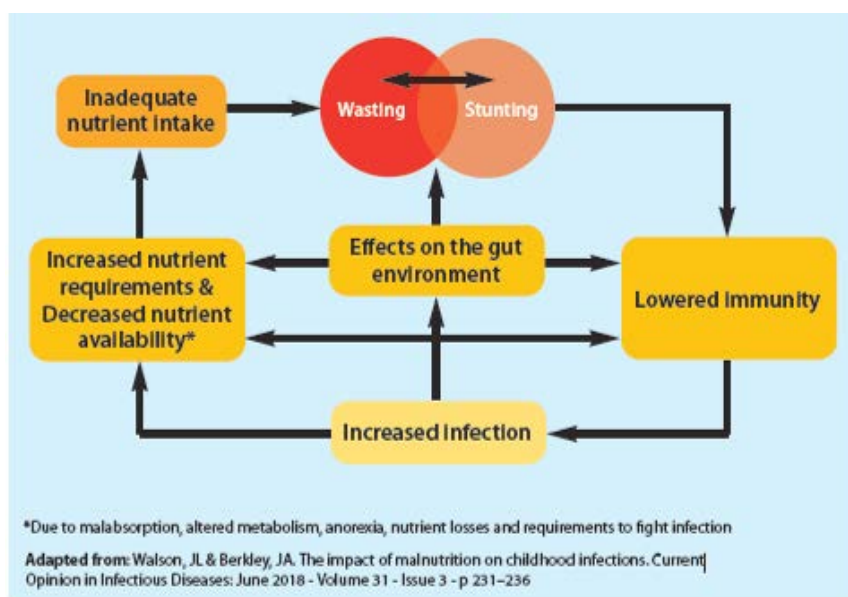 Inadequate
nutrient intake
Wasting
Stunting
Increased nutrient
requirements &
Decreased nutrient
availability*
Effects on the gut
environment
Lowered immunity
Increased infection
*Due to malabsorption, altered metabolism, anorexia, nutrient losses and requirements to fight infection
Adapted from: Walson, JL & Berkley, JA. The impact of malnutrition on childhood infections. Current
Opinion in Infectious Diseases: June 2018 - Volume 31 - Issue 3 - p 231–236